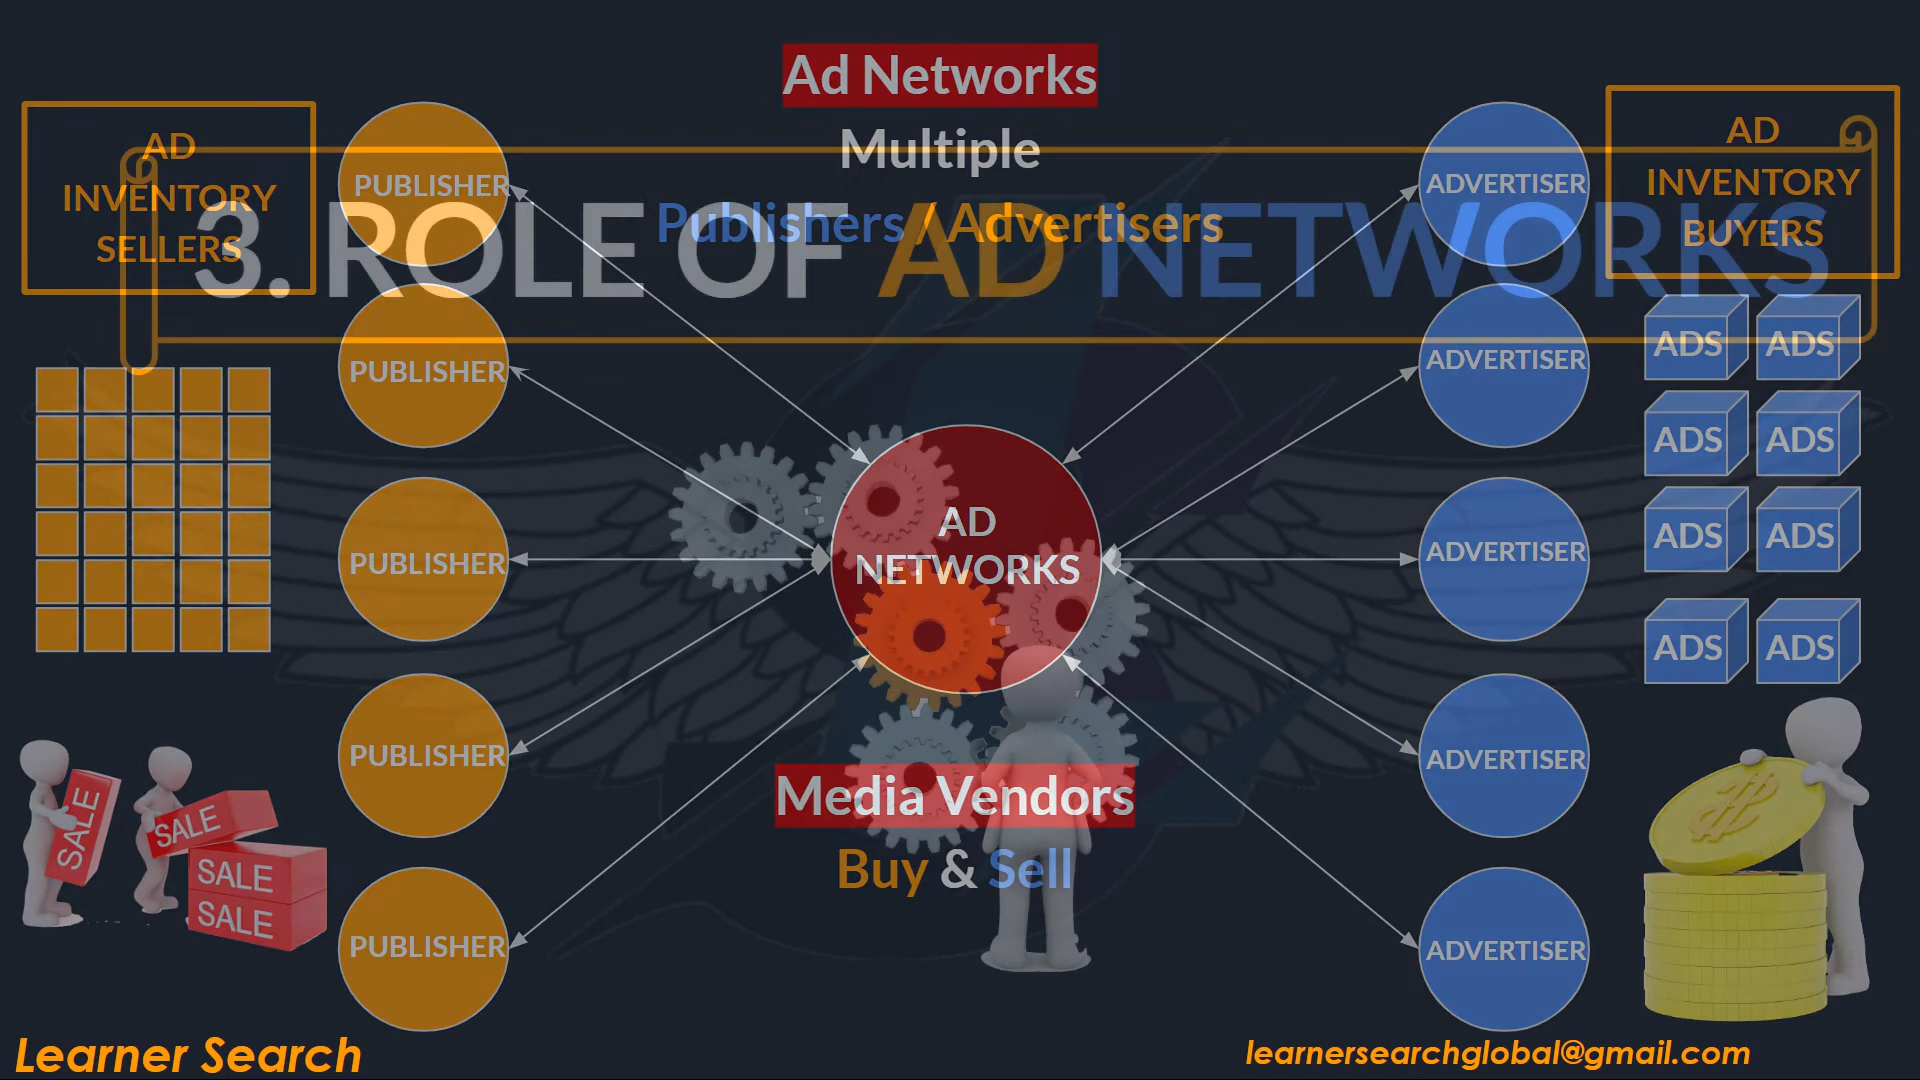 Ad Networks
Multiple
Publishers / Advertisers
3. ROLE OF AD NETWORKS
AD
INVENTORY
SELLERS
PUBLISHER
PUBLISHER
PUBLISHER
PUBLISHER
PUBLISHER
AD
NETWORKS
Media Vendors
Buy & Sell
ADVERTISER
ADVERTISER
ADVERTISER
ADVERTISER
ADVERTISER
AD
INVENTORY
BUYERS
ADS ADS
ADS ADS
ADS ADS
ADS ADS
SALE
SALE
SALE
SALE
Learner Search
learnersearchglobal@gmail.com